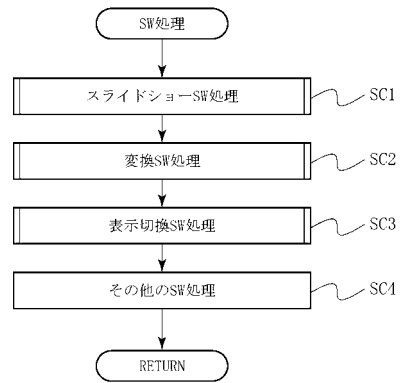 SW処理
スライドショーSW処理
SC1
変換SW処理
SC2
表示切換SW処理
SC3
その他のSW処理
SC4
RETURN